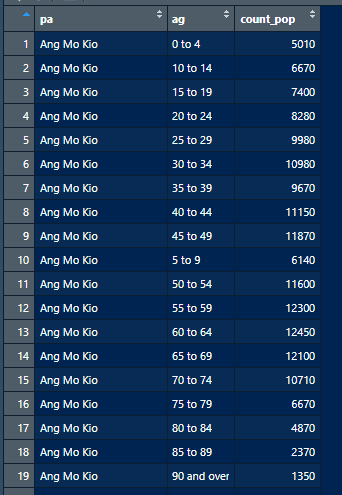 pa ag count_pop
1 Ang Mo Kio 0 to 4 5010
2 Ang Mo Kio 10 to 14 6670
3 Ang Mo Kio 15 to 19 7400
4 Ang Mo Kio 20 to 24 8280
5 Ang Mo Kio 25 to 29 9980
6 Ang Mo Kio 30 to 34 10980
7 Ang Mo Kio 35 to 39 9670
8 Ang Mo Kio 40 to 44 11150
9 Ang Mo Kio 45 to 49 11870
10 Ang Mo Kio 5 to 9 6140
11 Ang Mo Kio 50 to 54 11600
12 Ang Mo Kio 55 to 59 12300
13 Ang Mo Kio 60 to 64 12450
14 Ang Mo Kio 65 to 69 12100
15 Ang Mo Kio 70 to 74 10710
16 Ang Mo Kio 75 to 79 6670
17 Ang Mo Kio 80 to 84 4870
18 Ang Mo Kio 85 to 89 2370
19 Ang Mo Kio 90 and over 1350